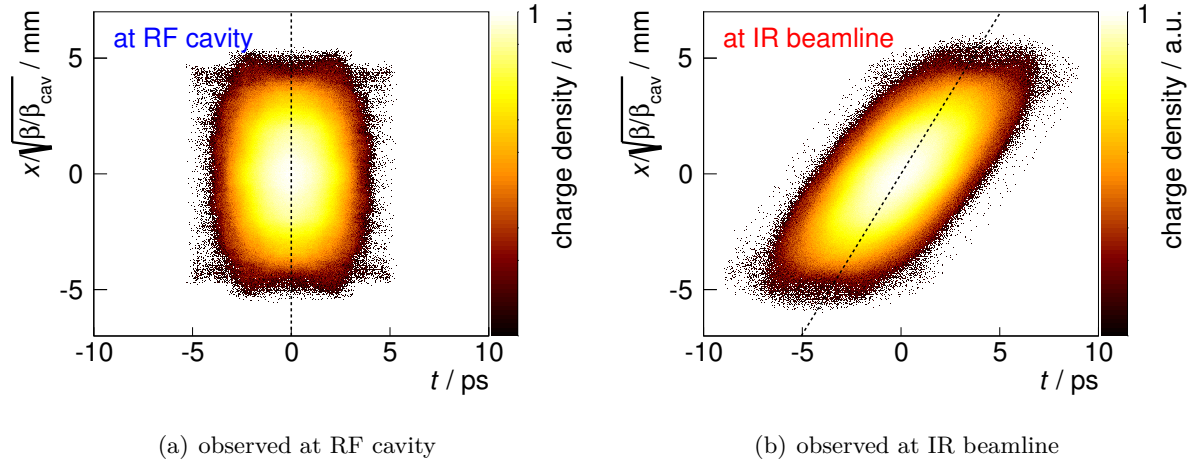 at RF cavity
x/√β/β_cav / mm
5
0
-5
-10
-5
0
5
10
t / ps
1
charge density / a.u.
(a) observed at RF cavity
at IR beamline
x/√β/β_cav / mm
5
0
-5
-10
-5
0
5
10
t / ps
1
charge density / a.u.
(b) observed at IR beamline